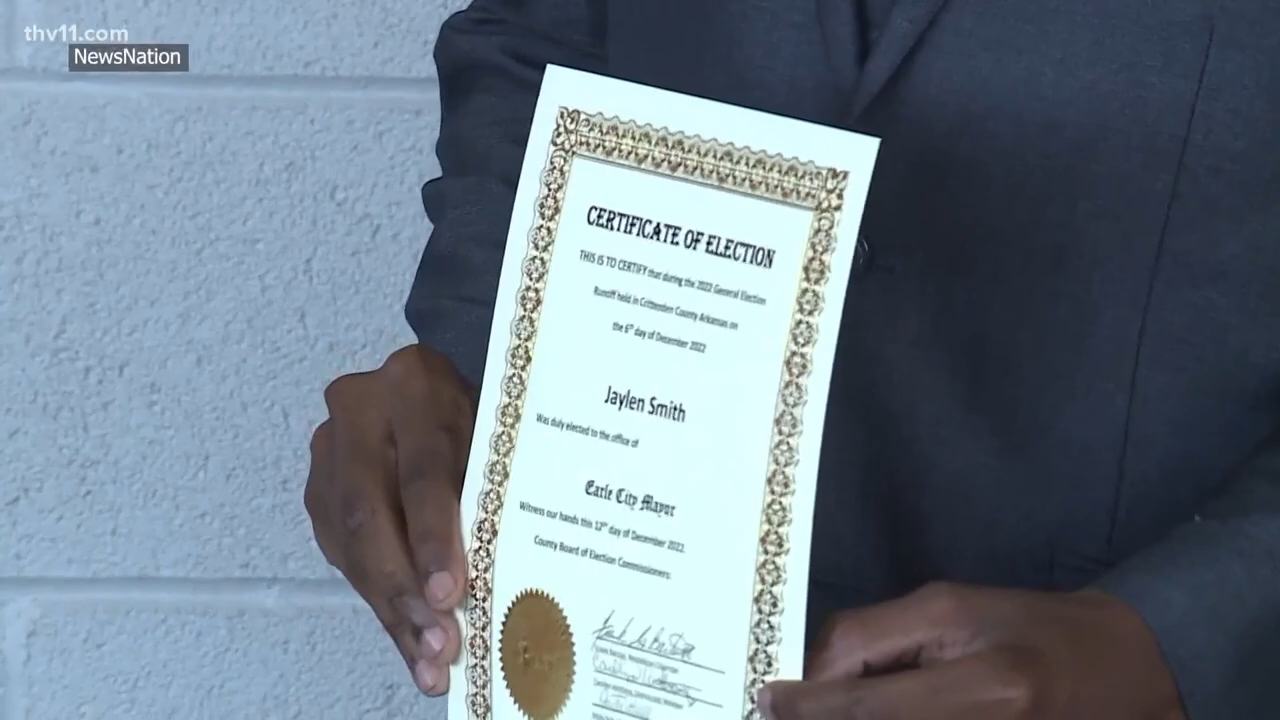 thv11.com
NewsNation
CERTIFICATE OF ELECTION
THIS IS TO CERTIFY that during the 2022 General Election
Runoff held in Crittenden County Arkansas on
the 6th day of December 2022
Jaylen Smith
Was duly elected to the office of
Earle City Mayor
Witness our hands this 12th day of December 2022.
County Board of Election Commissioners: